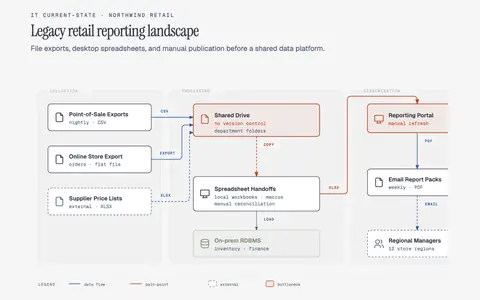 IT CURRENT-STATE · NORTHWIND RETAIL
Legacy retail reporting landscape
File exports, desktop spreadsheets, and manual publication before a shared data platform.
COLLECTION
PROCESSING
DISTRIBUTION
Point-of-Sale Exports
nightly · CSV
CSV
Shared Drive
no version control
department folders
Reporting Portal
manual refresh
Online Store Export
orders · flat file
EXPORT
COPY
PDF
Supplier Price Lists
external · XLSX
XLSX
Spreadsheet Handoffs
local workbooks · macros
manual reconciliation
XLSX
Email Report Packs
weekly · PDF
LOAD
EMAIL
On-prem RDBMS
inventory · finance
Regional Managers
12 store regions
LEGEND
data flow
pain-point
external
bottleneck